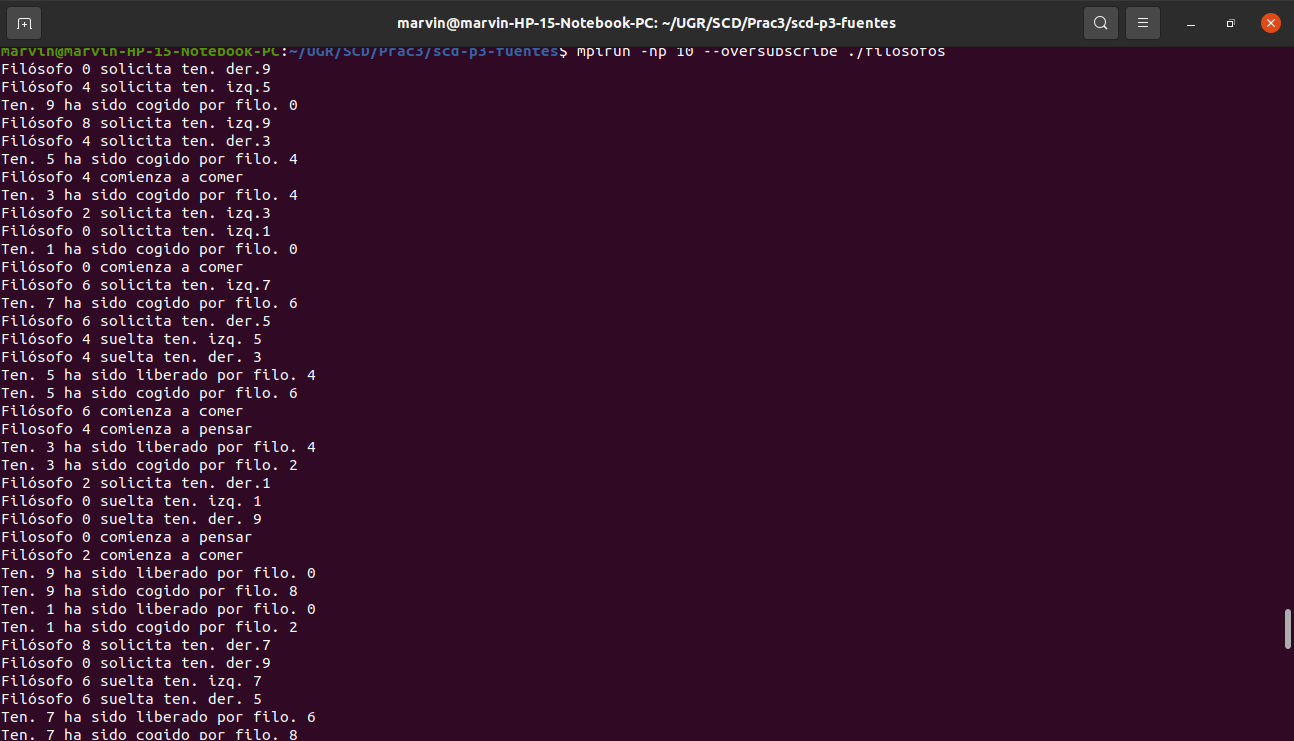 marvin@marvin-HP-15-Notebook-PC: ~/UGR/SCD/Prac3/scd-p3-fuentes
marvin@marvin-HP-15-Notebook-PC:~/UGR/SCD/Prac3/scd-p3-fuentes$ mpirun -np 10 --oversubscribe ./filosofos
Filósofo 0 solicita ten. der.9
Filósofo 4 solicita ten. izq.5
Ten. 9 ha sido cogido por filo. 0
Filósofo 8 solicita ten. izq.9
Filósofo 4 solicita ten. der.3
Ten. 5 ha sido cogido por filo. 4
Filósofo 4 comienza a comer
Ten. 3 ha sido cogido por filo. 4
Filósofo 2 solicita ten. izq.3
Filósofo 0 solicita ten. izq.1
Ten. 1 ha sido cogido por filo. 0
Filósofo 0 comienza a comer
Filósofo 6 solicita ten. izq.7
Ten. 7 ha sido cogido por filo. 6
Filósofo 6 solicita ten. der.5
Filósofo 4 suelta ten. izq. 5
Filósofo 4 suelta ten. der. 3
Ten. 5 ha sido liberado por filo. 4
Ten. 5 ha sido cogido por filo. 6
Filósofo 6 comienza a comer
Filosofo 4 comienza a pensar
Ten. 3 ha sido liberado por filo. 4
Ten. 3 ha sido cogido por filo. 2
Filósofo 2 solicita ten. der.1
Filósofo 0 suelta ten. izq. 1
Filósofo 0 suelta ten. der. 9
Filosofo 0 comienza a pensar
Filósofo 2 comienza a comer
Ten. 9 ha sido liberado por filo. 0
Ten. 9 ha sido cogido por filo. 8
Ten. 1 ha sido liberado por filo. 0
Ten. 1 ha sido cogido por filo. 2
Filósofo 8 solicita ten. der.7
Filósofo 0 solicita ten. der.9
Filósofo 6 suelta ten. izq. 7
Filósofo 6 suelta ten. der. 5
Ten. 7 ha sido liberado por filo. 6
Ten. 7 ha sido cogido por filo. 8